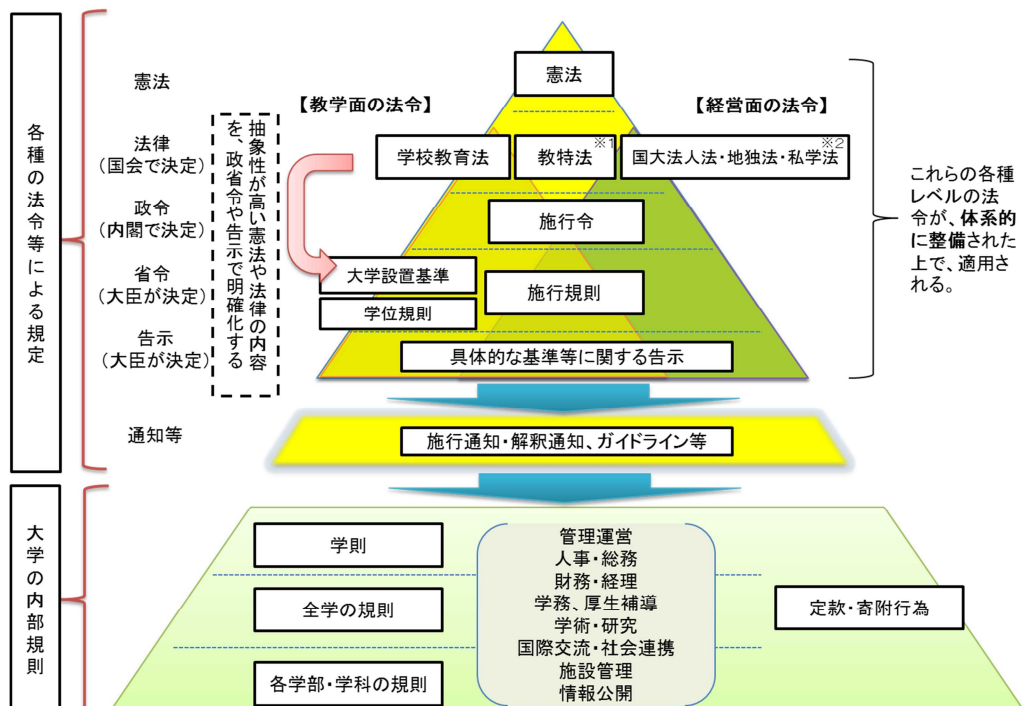 各種の法令等による規定
憲法
法律
(国会で決定)
政令
(内閣で決定)
省令
(大臣が決定)
告示
(大臣が決定)
通知等
抽象性が高い憲法や法律の内容
を、政省令や告示で明確化する
【教学面の法令】
【経営面の法令】
憲法
学校教育法
教特法※1
国大法人法・地独法・私学法※2
施行令
大学設置基準
学位規則
施行規則
具体的な基準等に関する告示
これらの各種
レベルの法
令が、体系的
に整備された
上で、適用さ
れる。
施行通知・解釈通知、ガイドライン等
大学の内部規則
学則
全学の規則
各学部・学科の規則
管理運営
人事・総務
財務・経理
学務、厚生補導
学術・研究
国際交流・社会連携
施設管理
情報公開
定款・寄附行為